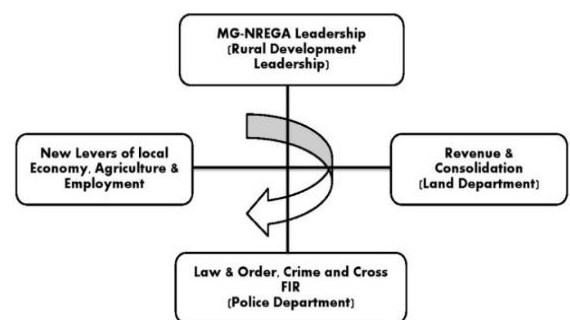 MG-NREGA Leadership
(Rural Development
Leadership)
New Levers of local
Economy, Agriculture &
Employment
Revenue &
Consolidation
(Land Department)
Law & Order, Crime and Cross
FIR
(Police Department)